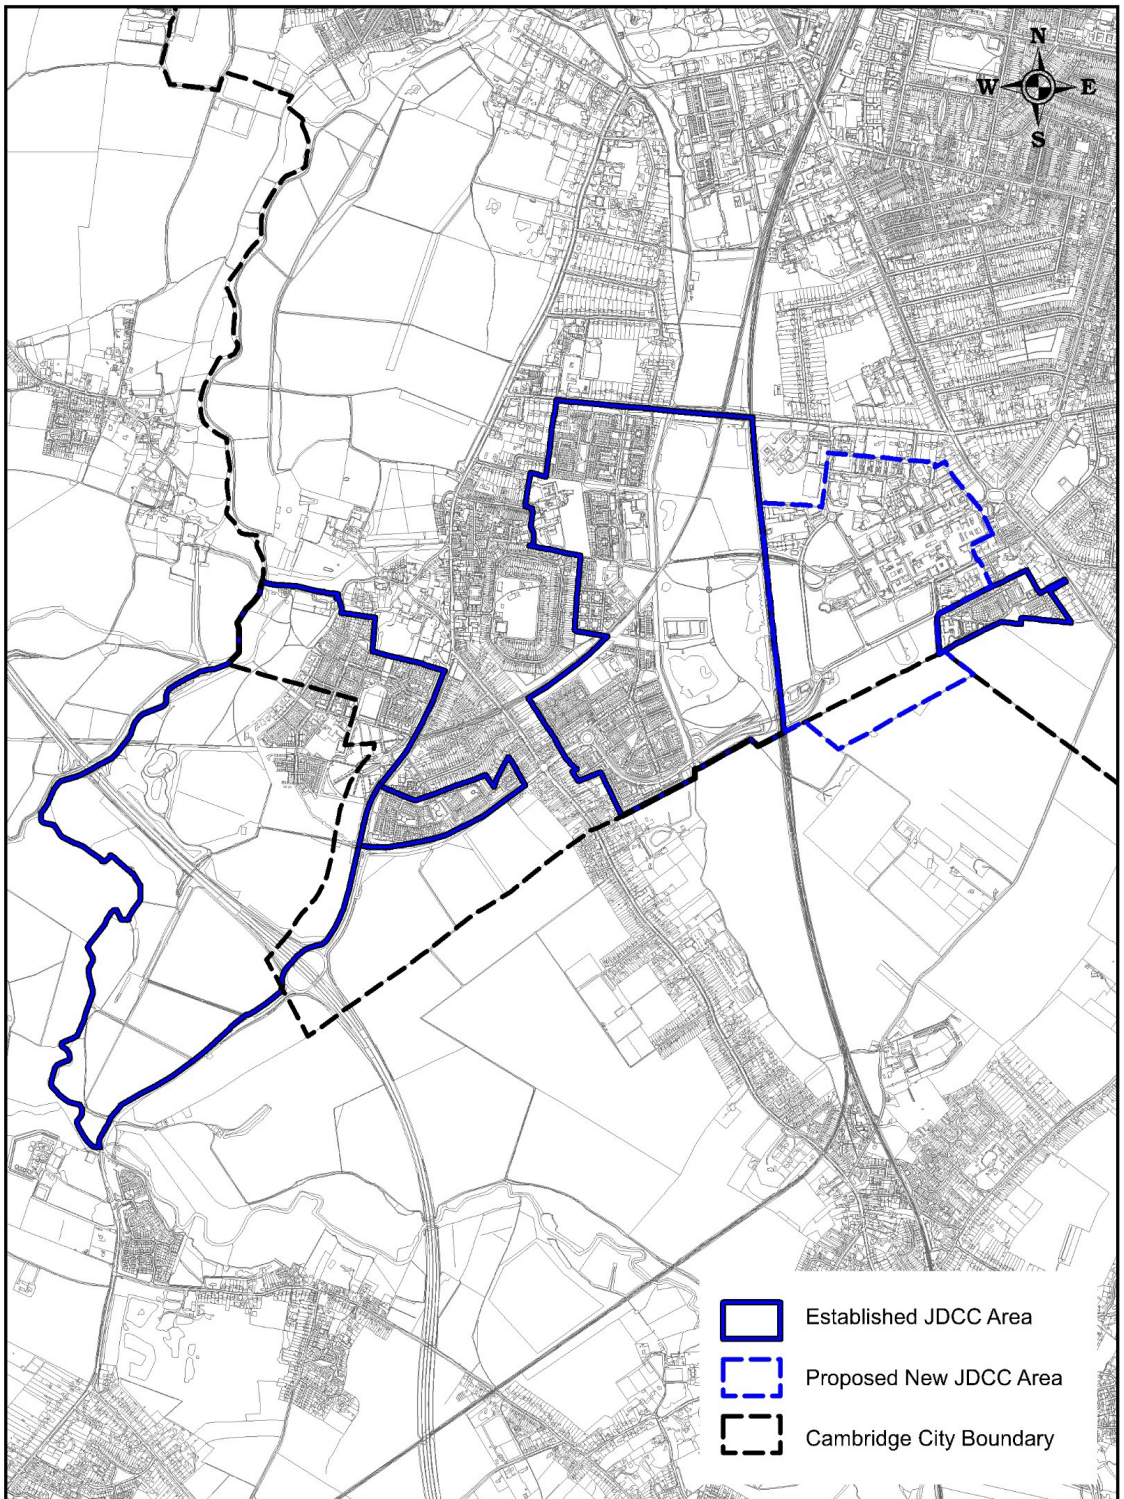 N
W E
S
Established JDCC Area
Proposed New JDCC Area
Cambridge City Boundary